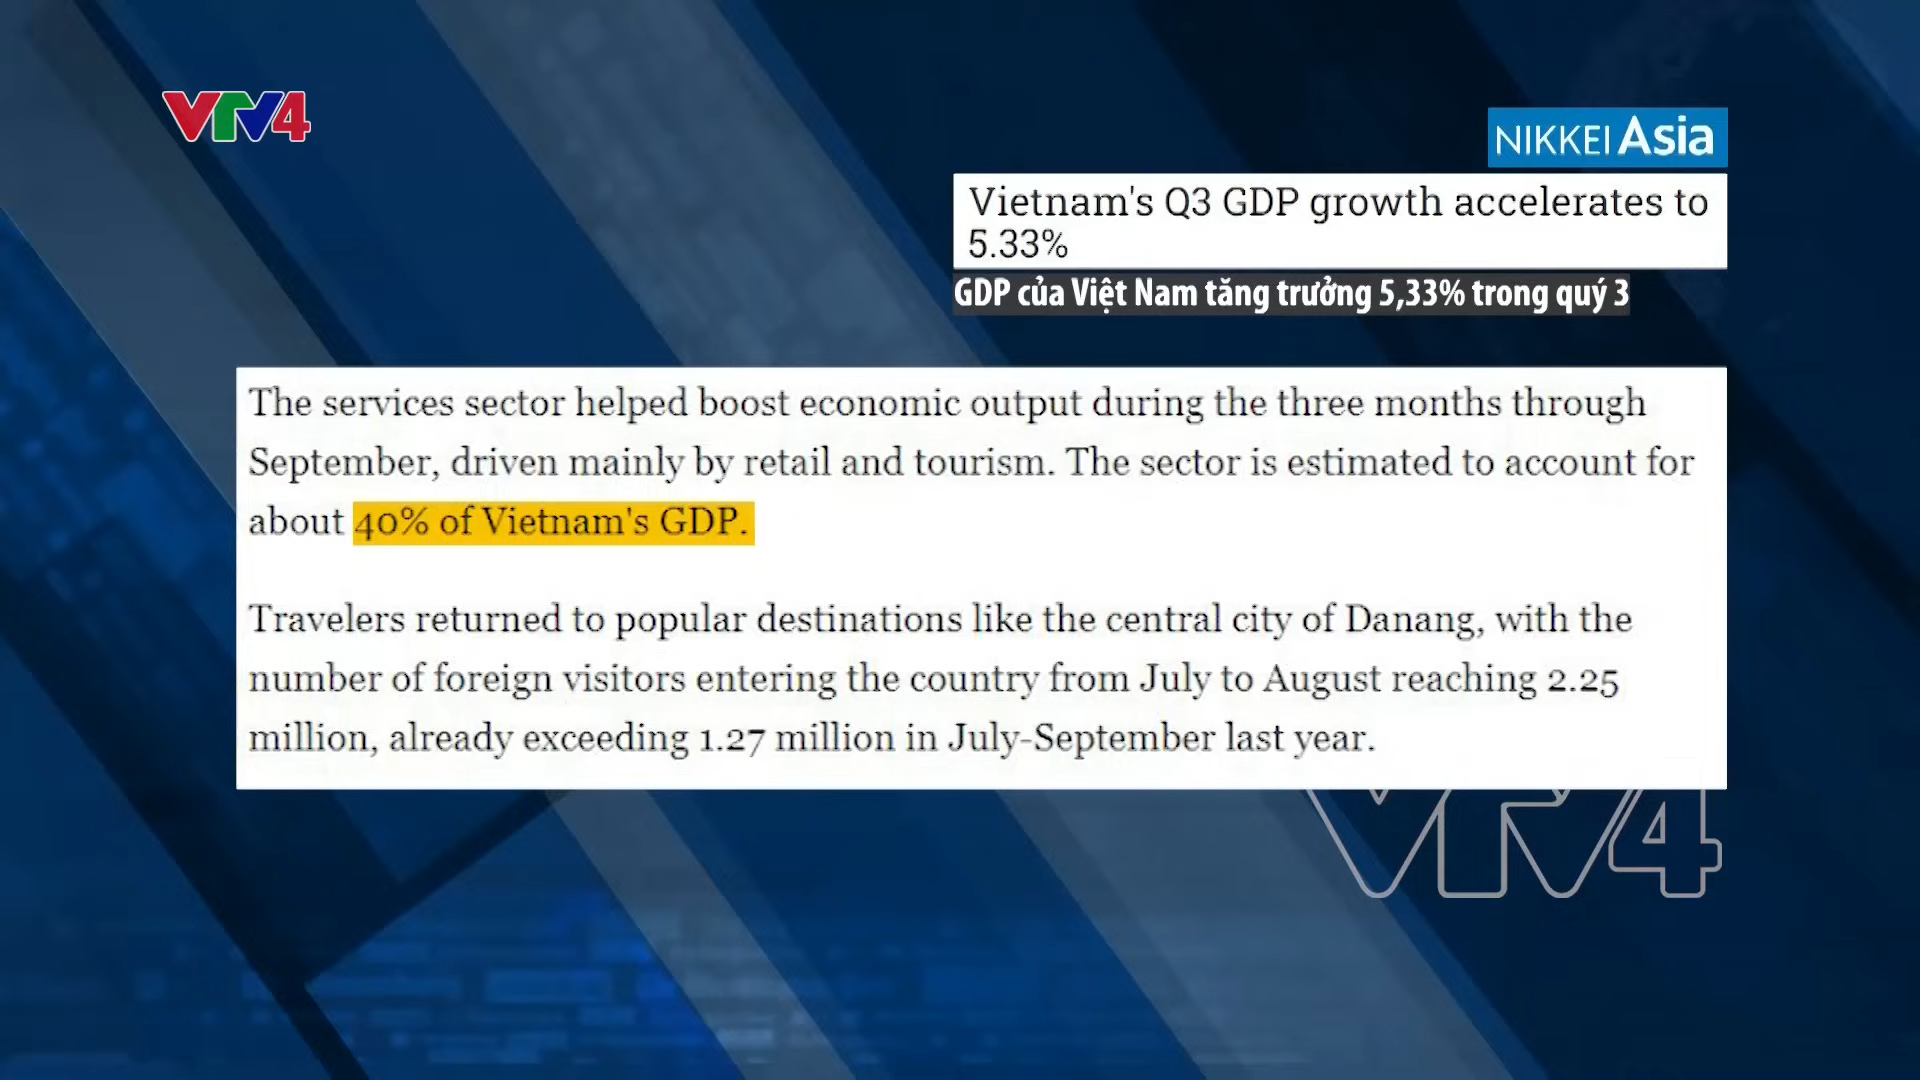 VTV4
NIKKEI Asia
Vietnam's Q3 GDP growth accelerates to
5.33%
GDP của Việt Nam tăng trưởng 5,33% trong quý 3
The services sector helped boost economic output during the three months through
September, driven mainly by retail and tourism. The sector is estimated to account for
about 40% of Vietnam's GDP.
Travelers returned to popular destinations like the central city of Danang, with the
number of foreign visitors entering the country from July to August reaching 2.25
million, already exceeding 1.27 million in July-September last year.
VTV4